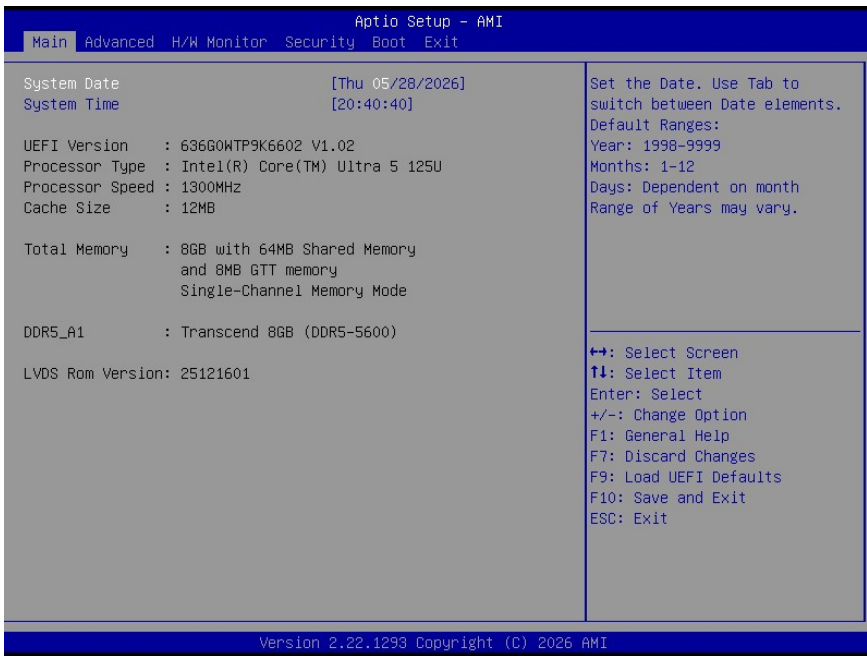 Aptio Setup - AMI
Main Advanced H/W Monitor Security Boot Exit
System Date [Thu 05/28/2026]
System Time [20:40:40]
UEFI Version : 636G0WTP9K6602 V1.02
Processor Type : Intel(R) Core(TM) Ultra 5 125U
Processor Speed : 1300MHz
Cache Size : 12MB
Total Memory : 8GB with 64MB Shared Memory
and 8MB GTT memory
Single-Channel Memory Mode
DDR5_A1 : Transcend 8GB (DDR5-5600)
LVDS Rom Version: 25121601
Set the Date. Use Tab to
switch between Date elements.
Default Ranges:
Year: 1998-9999
Months: 1-12
Days: Dependent on month
Range of Years may vary.
↔: Select Screen
↑↓: Select Item
Enter: Select
+/-: Change Option
F1: General Help
F7: Discard Changes
F9: Load UEFI Defaults
F10: Save and Exit
ESC: Exit
Version 2.22.1293 Copyright (C) 2026 AMI